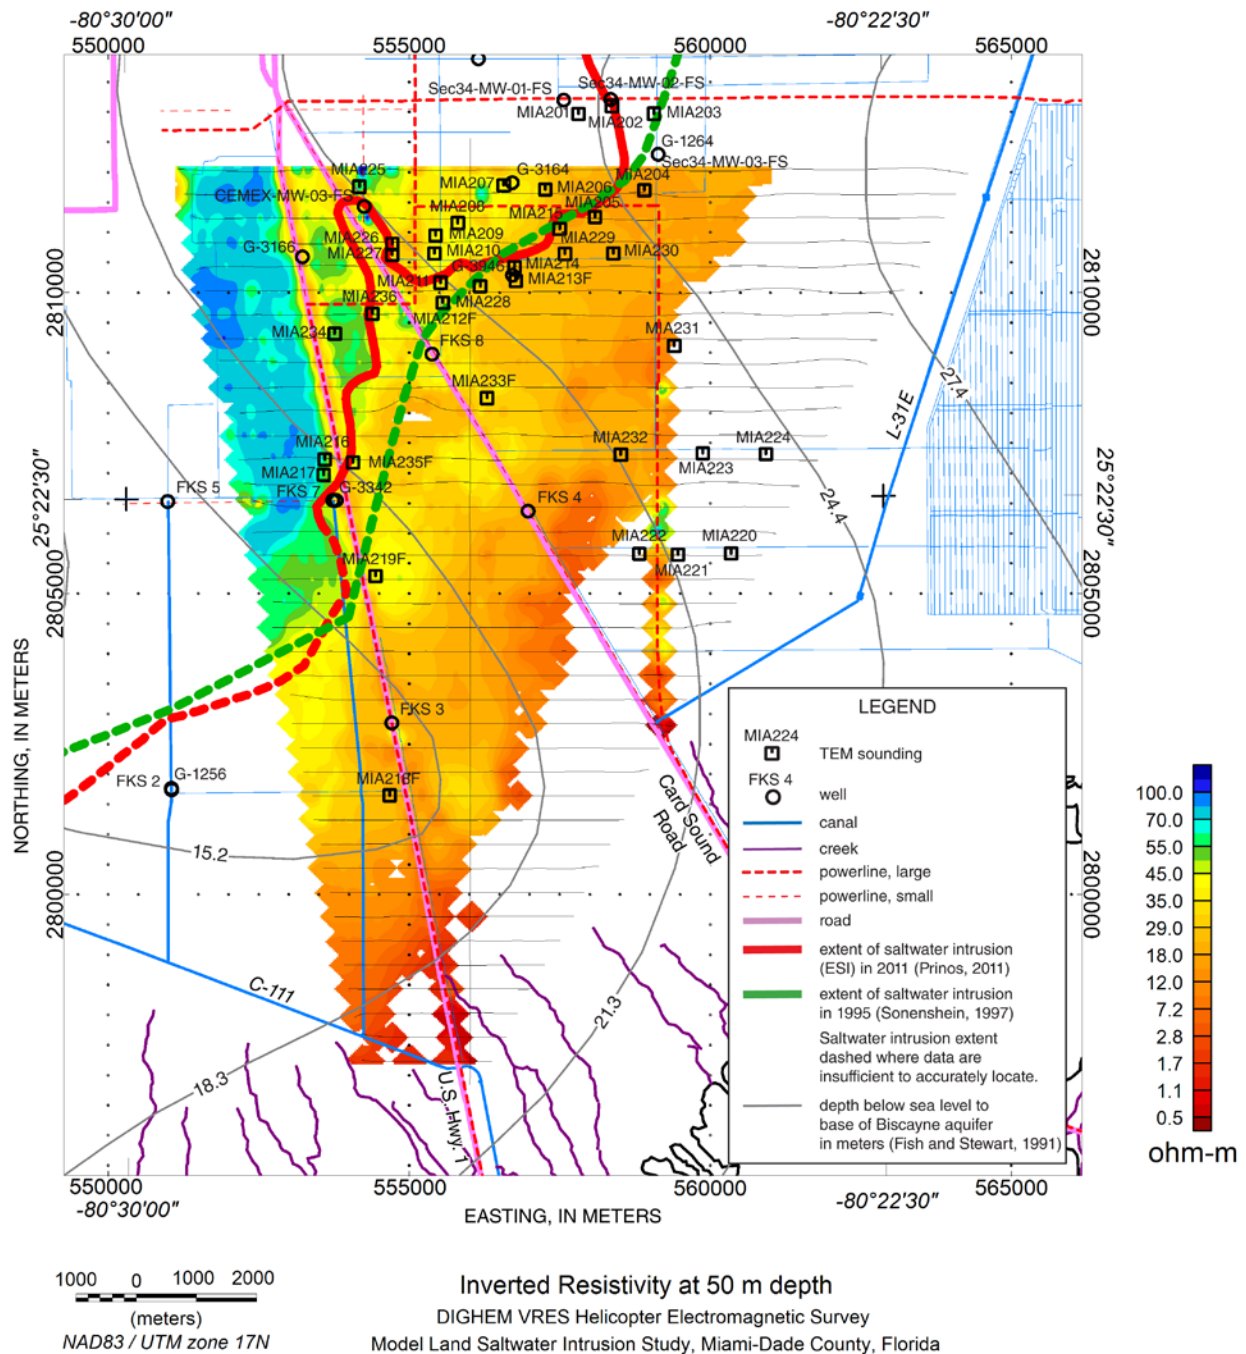 -80°30'00"
-80°22'30"
550000
555000
560000
565000
Sec34-MW-01-FS
Sec34-MW-02-FS
MIA201
MIA202
MIA203
G-1264
Sec34-MW-03-FS
MIA225
G-3164
MIA207
MIA206
MIA204
CEMEX-MW-03-FS
MIA205
MIA208
MIA215
MIA226
MIA209
MIA229
G-3166
MIA227
MIA210
MIA230
G-3946
MIA214
MIA211
MIA213F
2810000
2810000
MIA236
MIA228
MIA212F
MIA234
MIA231
FKS 8
27.4
MIA233F
L-31E
MIA216
MIA232
MIA224
MIA217
MIA235F
MIA223
25°22'30"
25°22'30"
FKS 5
FKS 7
G-3342
FKS 4
24.4
MIA222
MIA220
MIA219F
MIA221
2805000
2805000
NORTHING, IN METERS
FKS 3
FKS 2
G-1256
MIA218F
Card Sound
Road
15.2
2800000
2800000
C-111
21.3
18.3
U.S. Hwy. 1
LEGEND
MIA224
TEM sounding
FKS 4
well
canal
creek
powerline, large
powerline, small
road
extent of saltwater intrusion
(ESI) in 2011 (Prinos, 2011)
extent of saltwater intrusion
in 1995 (Sonenshein, 1997)
Saltwater intrusion extent
dashed where data are
insufficient to accurately locate.
depth below sea level to
base of Biscayne aquifer
in meters (Fish and Stewart, 1991)
100.0
70.0
55.0
45.0
29.0
18.0
12.0
7.2
2.8
1.7
1.1
0.5
ohm-m
550000
555000
560000
565000
-80°30'00"
-80°22'30"
EASTING, IN METERS
1000 0 1000 2000
(meters)
NAD83 / UTM zone 17N
Inverted Resistivity at 50 m depth
DIGHEM VRES Helicopter Electromagnetic Survey
Model Land Saltwater Intrusion Study, Miami-Dade County, Florida